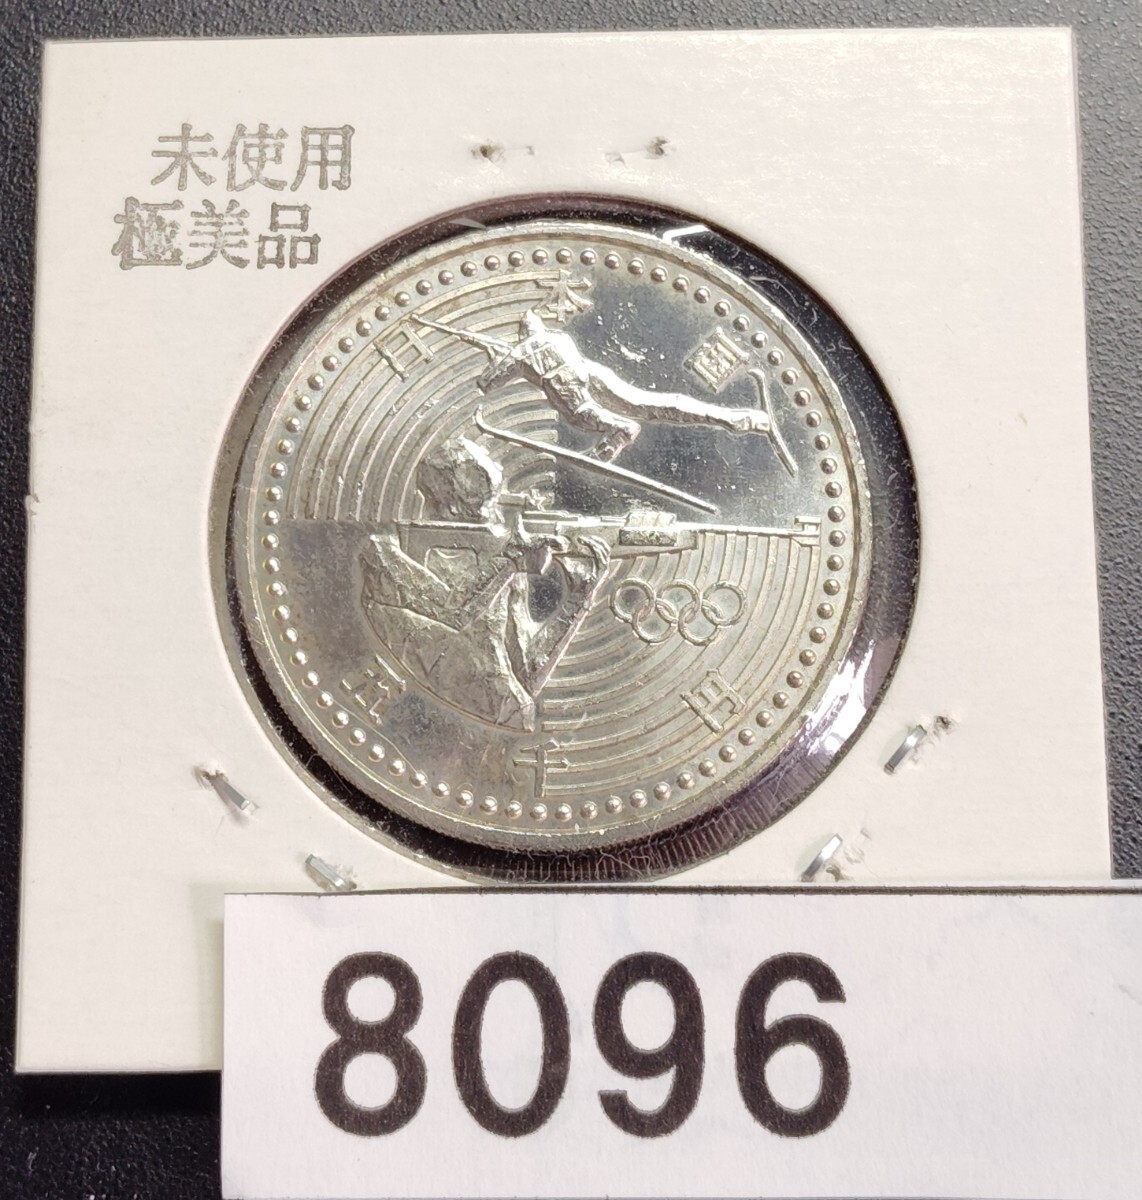 未使用
極美品
日本国
五千円
8096